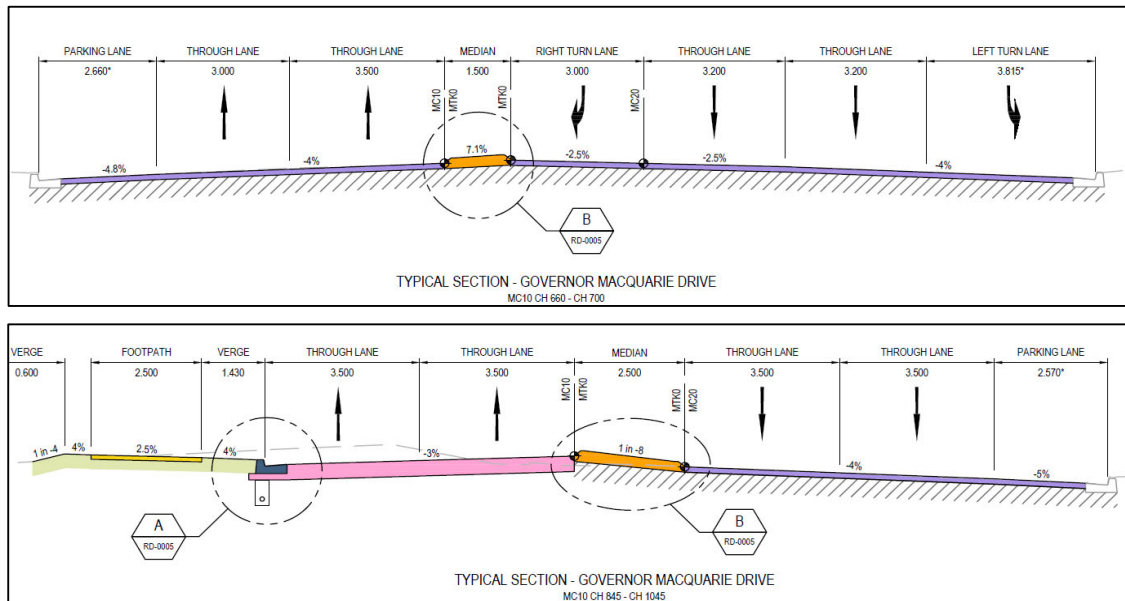 PARKING LANE THROUGH LANE THROUGH LANE MEDIAN RIGHT TURN LANE THROUGH LANE THROUGH LANE LEFT TURN LANE
2.660* 3.000 3.500 1.500 3.000 3.200 3.200 3.815*
MC10 MTK0 MTK0 MC20
-4.8% -4% 7.1% -2.5% -2.5% -4%
B
RD-0005
TYPICAL SECTION - GOVERNOR MACQUARIE DRIVE
MC10 CH 660 - CH 700
VERGE FOOTPATH VERGE THROUGH LANE THROUGH LANE MEDIAN THROUGH LANE THROUGH LANE PARKING LANE
0.600 2.500 1.430 3.500 3.500 2.500 3.500 3.500 2.570*
MC10 MTK0 MTK0 MC20
1 in -4 4% 2.5% 4% -3% 1 in -8 -4% -5%
A
RD-0005
B
RD-0005
TYPICAL SECTION - GOVERNOR MACQUARIE DRIVE
MC10 CH 845 - CH 1045